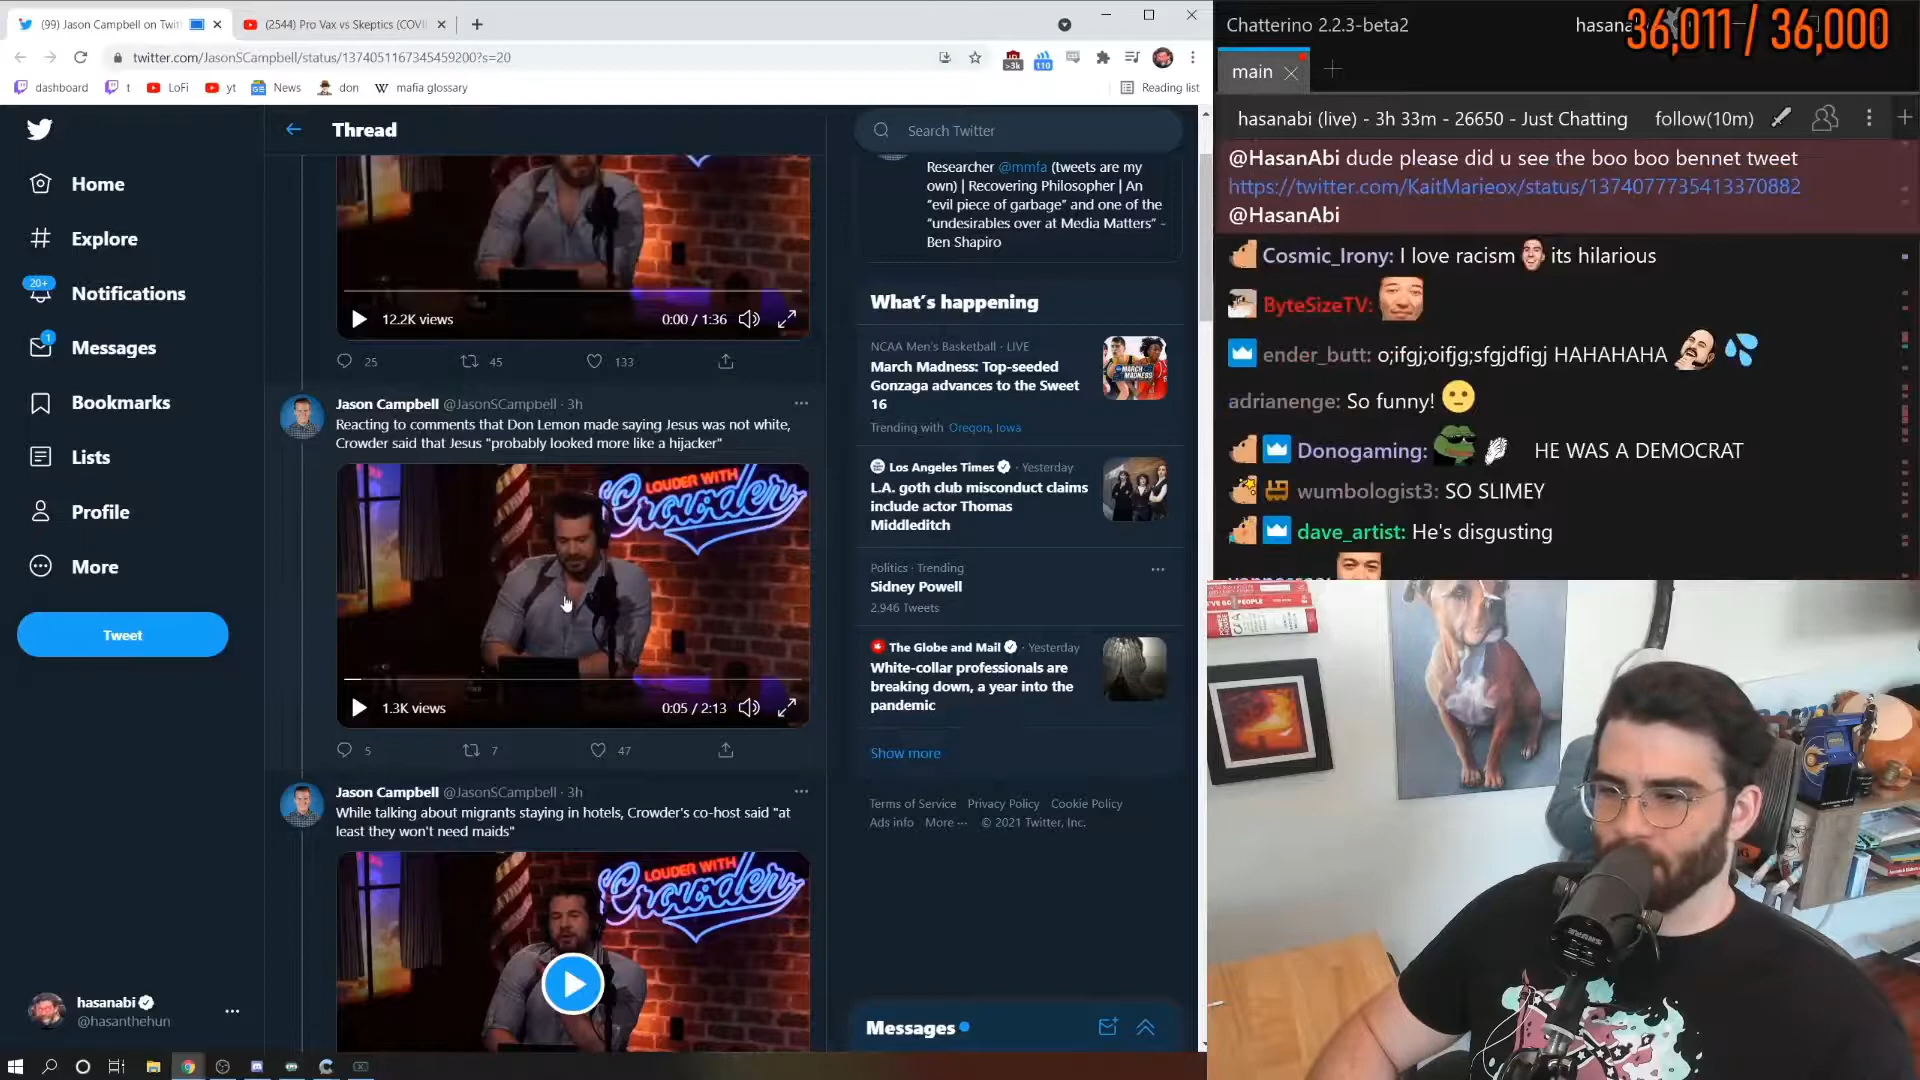 (99) Jason Campbell on Twit
(2544) Pro Vax vs Skeptics (COVI
twitter.com/JasonSCampbell/status/1374051167345459200?s=20
>3k
110
dashboard
t
LoFi
yt
News
don
mafia glossary
Reading list
Home
Explore
20+
Notifications
1
Messages
Bookmarks
Lists
Profile
More
Tweet
hasanabi
@hasanthehun
Thread
12.2K views
0:00 / 1:36
25
45
133
Jason Campbell @JasonSCampbell · 3h
Reacting to comments that Don Lemon made saying Jesus was not white,
Crowder said that Jesus "probably looked more like a hijacker"
LOUDER WITH
Crowder
1.3K views
0:05 / 2:13
5
7
47
Jason Campbell @JasonSCampbell · 3h
While talking about migrants staying in hotels, Crowder's co-host said "at
least they won't need maids"
LOUDER WITH
Crowder
Search Twitter
Researcher @mmfa (tweets are my
own) | Recovering Philosopher | An
"evil piece of garbage" and one of the
"undesirables over at Media Matters" -
Ben Shapiro
What's happening
NCAA Men's Basketball · LIVE
March Madness: Top-seeded
Gonzaga advances to the Sweet
16
Trending with Oregon, Iowa
MARCH
MADNESS
Los Angeles Times · Yesterday
L.A. goth club misconduct claims
include actor Thomas
Middleditch
Politics · Trending
Sidney Powell
2,946 Tweets
The Globe and Mail · Yesterday
White-collar professionals are
breaking down, a year into the
pandemic
Show more
Terms of Service Privacy Policy Cookie Policy
Ads info More ··· © 2021 Twitter, Inc.
Messages
Chatterino 2.2.3-beta2
hasana
36,011 / 36,000
main
hasanabi (live) - 3h 33m - 26650 - Just Chatting
follow(10m)
@HasanAbi dude please did u see the boo boo bennet tweet
https://twitter.com/KaitMarieox/status/1374077735413370882
@HasanAbi
Cosmic_Irony: I love racism its hilarious
ByteSizeTV:
ender_butt: o;ifgj;oifjg;sfgjdfigj HAHAHAHA
adrianenge: So funny!
Donogaming: HE WAS A DEMOCRAT
wumbologist3: SO SLIMEY
dave_artist: He's disgusting